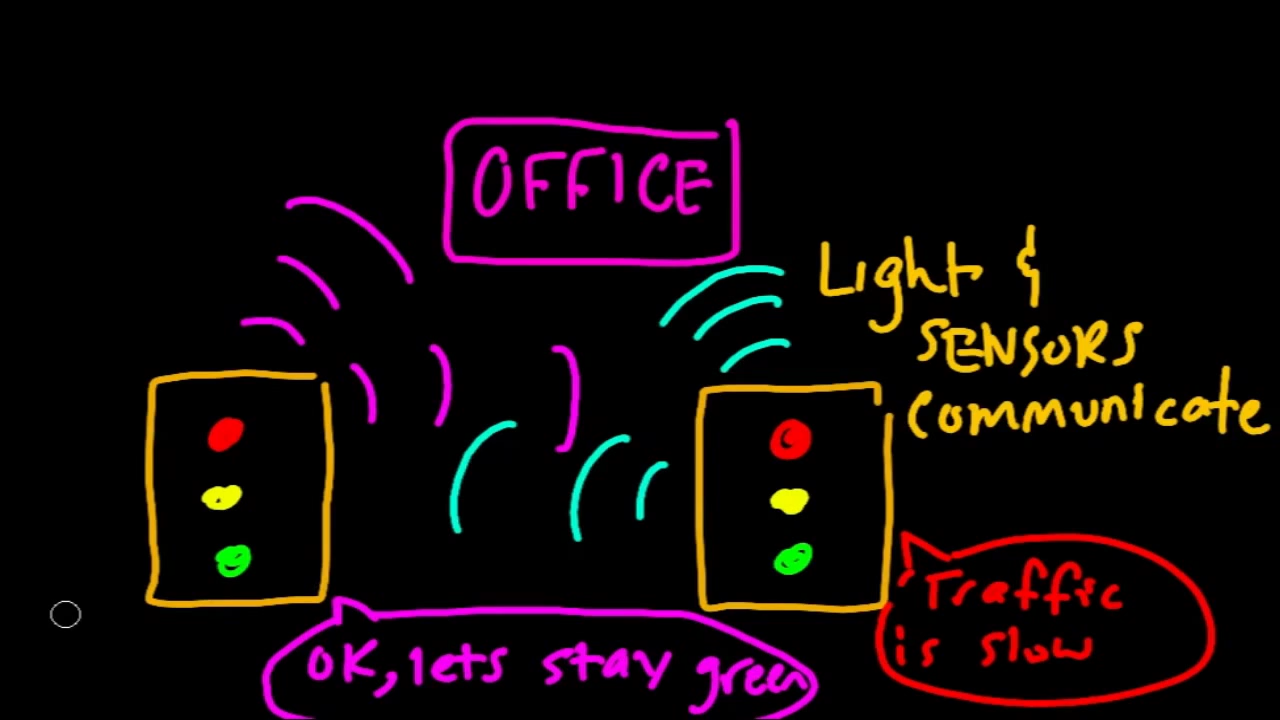 OFFICE
Light &
SENSORS
communicate
Traffic
is slow
OK, lets stay green